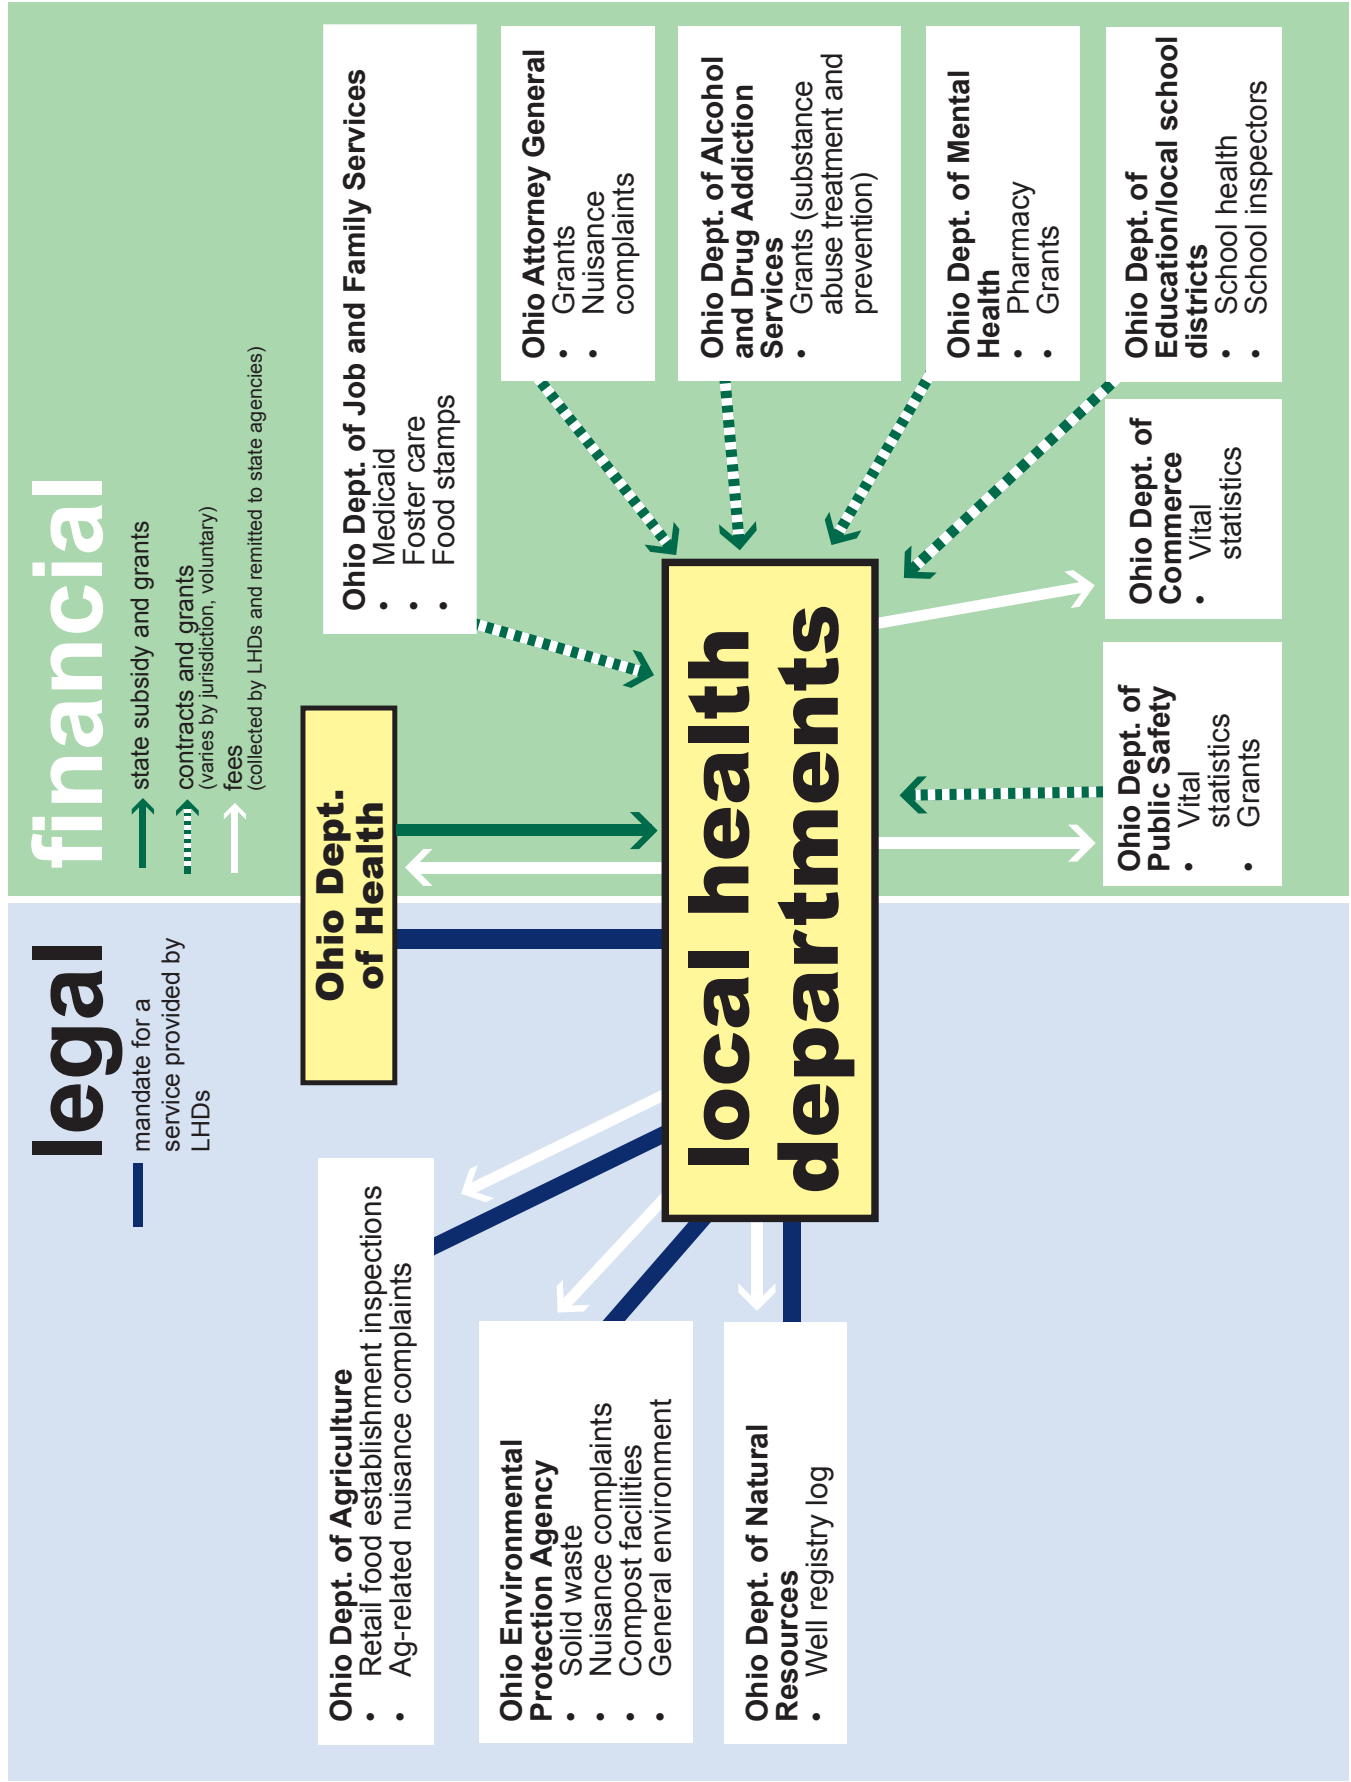 legal
mandate for a
service provided by
LHDs
financial
state subsidy and grants
contracts and grants
(varies by jurisdiction, voluntary)
fees
(collected by LHDs and remitted to state agencies)
Ohio Dept.
of Health
local health
departments
Ohio Dept. of Agriculture
• Retail food establishment inspections
• Ag-related nuisance complaints
Ohio Environmental
Protection Agency
• Solid waste
• Nuisance complaints
• Compost facilities
• General environment
Ohio Dept. of Natural
Resources
• Well registry log
Ohio Dept. of Job and Family Services
• Medicaid
• Foster care
• Food stamps
Ohio Attorney General
• Grants
• Nuisance
complaints
Ohio Dept. of Alcohol
and Drug Addiction
Services
• Grants (substance
abuse treatment and
prevention)
Ohio Dept. of Mental
Health
• Pharmacy
• Grants
Ohio Dept. of
Education/local school
districts
• School health
• School inspectors
Ohio Dept. of
Commerce
• Vital
statistics
Ohio Dept. of
Public Safety
• Vital
statistics
• Grants